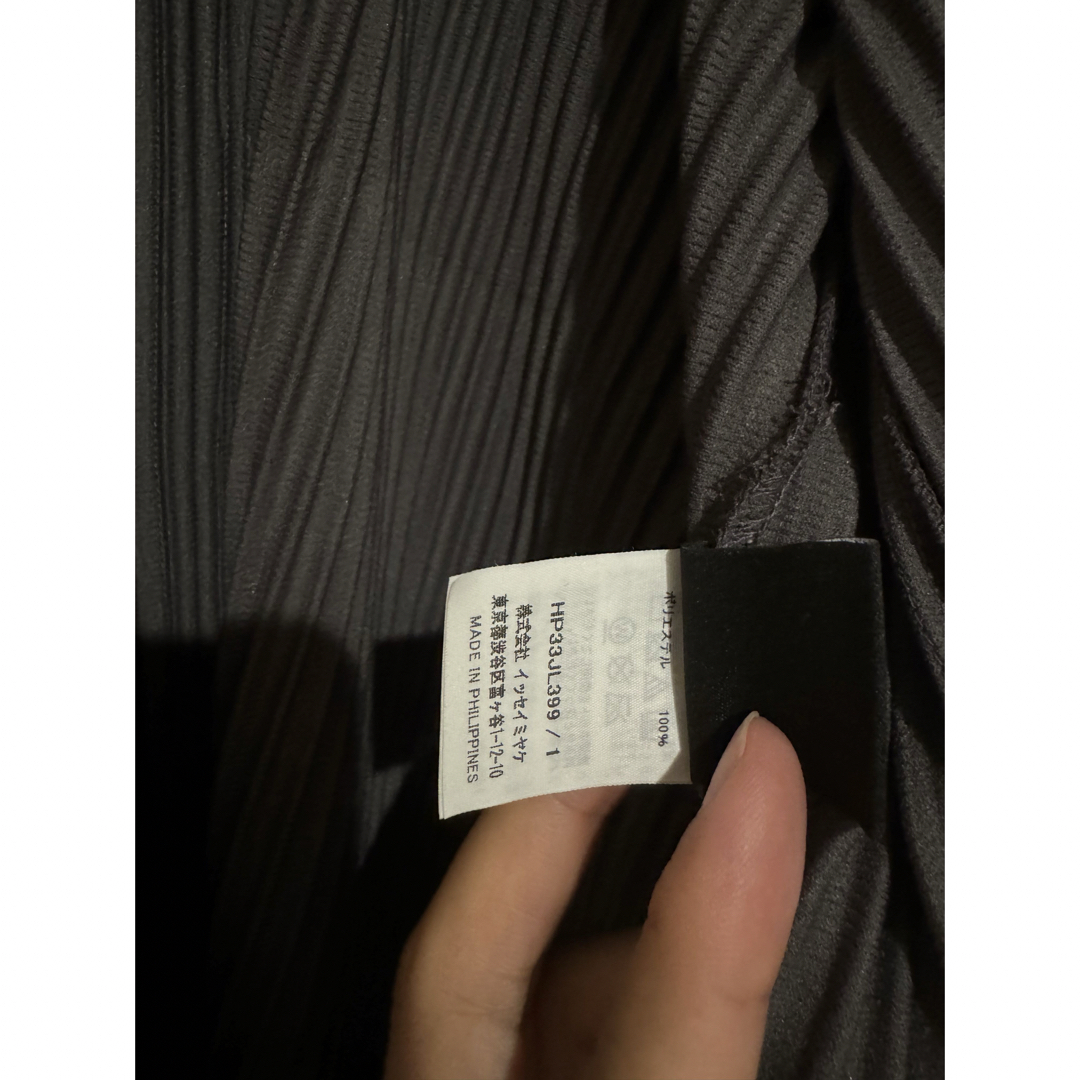 ポリエステル 100%
HP33JL399 / 1
株式会社 イッセイミヤケ
東京都渋谷区富ヶ谷1-12-10
MADE IN PHILIPPINES